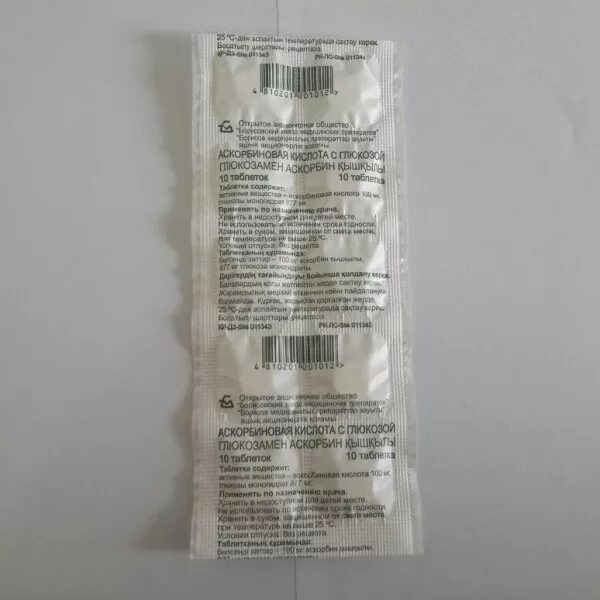 25 °С-ден аспайтын температурада сақтау керек.
Босатылу шарттары: рецепсіз.
ҚР-ДЗ-5№ 011343 РК-ЛС-5№ 011343
4 810201 001012>
Открытое акционерное общество
"Борисовский завод медицинских препаратов"
"Борисов медициналық препараттар зауыты"
ашық акционерлік қоғамы
АСКОРБИНОВАЯ КИСЛОТА С ГЛЮКОЗОЙ
ГЛЮКОЗАМЕН АСКОРБИН ҚЫШҚЫЛЫ
10 таблеток 10 таблетка
Таблетка содержит:
активные вещества – аскорбиновая кислота 100 мг,
глюкозы моногидрат 877 мг.
Применять по назначению врача.
Хранить в недоступном для детей месте.
Не использовать по истечении срока годности.
Хранить в сухом, защищенном от света месте,
при температуре не выше 25 °С.
Условия отпуска: без рецепта.
Таблетканың құрамында:
белсенді заттар – 100 мг аскорбин қышқылы,
877 мг глюкоза моногидраты.
Дәрігердің тағайындауы бойынша қолдану керек.
Балалардың қолы жетпейтін жерде сақтау керек.
Жарамдылық мерзімі өткеннен кейін пайдалануға
болмайды. Құрғақ, жарықтан қорғалған жерде,
25 °С-ден аспайтын температурада сақтау керек.
Босатылу шарттары: рецепсіз.
ҚР-ДЗ-5№ 011343 РК-ЛС-5№ 011343
4 810201 001012>
Открытое акционерное общество
"Борисовский завод медицинских препаратов"
"Борисов медициналық препараттар зауыты"
ашық акционерлік қоғамы
АСКОРБИНОВАЯ КИСЛОТА С ГЛЮКОЗОЙ
ГЛЮКОЗАМЕН АСКОРБИН ҚЫШҚЫЛЫ
10 таблеток 10 таблетка
Таблетка содержит:
активные вещества – аскорбиновая кислота 100 мг,
глюкозы моногидрат 877 мг.
Применять по назначению врача.
Хранить в недоступном для детей месте.
Не использовать по истечении срока годности.
Хранить в сухом, защищенном от света месте,
при температуре не выше 25 °С.
Условия отпуска: без рецепта.
Таблетканың құрамында:
белсенді заттар – 100 мг аскорбин қышқылы,